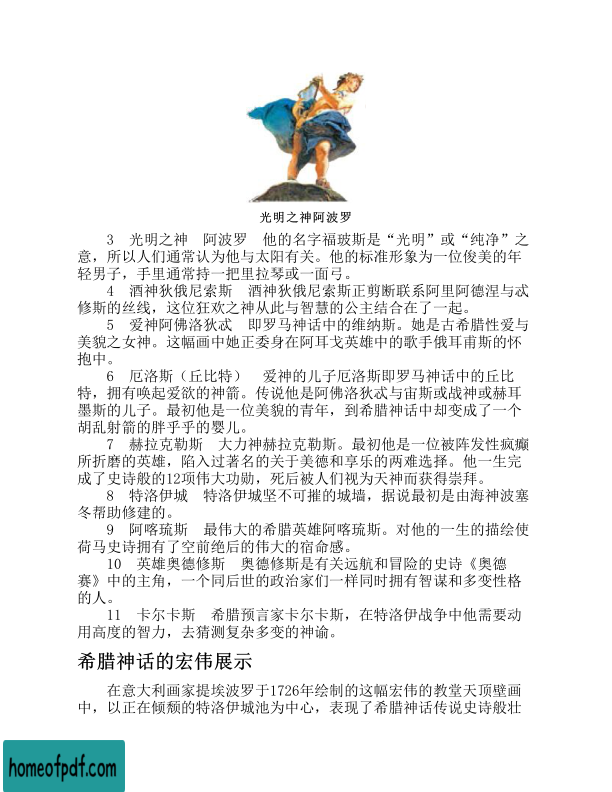 光明之神阿波罗
3　光明之神　阿波罗　他的名字福玻斯是“光明”或“纯净”之
意，所以人们通常认为他与太阳有关。他的标准形象为一位俊美的年
轻男子，手里通常持一把里拉琴或一面弓。
4　酒神狄俄尼索斯　酒神狄俄尼索斯正剪断联系阿里阿德涅与忒
修斯的丝线，这位狂欢之神从此与智慧的公主结合在了一起。
5　爱神阿佛洛狄忒　即罗马神话中的维纳斯。她是古希腊性爱与
美貌之女神。这幅画中她正委身在阿耳戈英雄中的歌手俄耳甫斯的怀
抱中。
6　厄洛斯（丘比特）　爱神的儿子厄洛斯即罗马神话中的丘比
特，拥有唤起爱欲的神箭。传说他是阿佛洛狄忒与宙斯或战神或赫耳
墨斯的儿子。最初他是一位美貌的青年，到希腊神话中却变成了一个
胡乱射箭的胖乎乎的婴儿。
7　赫拉克勒斯　大力神赫拉克勒斯。最初他是一位被阵发性疯癫
所折磨的英雄，陷入过著名的关于美德和享乐的两难选择。他一生完
成了史诗般的12项伟大功勋，死后被人们视为天神而获得崇拜。
8　特洛伊城　特洛伊城坚不可摧的城墙，据说最初是由海神波塞
冬帮助修建的。
9　阿喀琉斯　最伟大的希腊英雄阿喀琉斯。对他的一生的描绘使
荷马史诗拥有了空前绝后的伟大的宿命感。
10　英雄奥德修斯　奥德修斯是有关远航和冒险的史诗《奥德
赛》中的主角，一个同后世的政治家们一样同时拥有智谋和多变性格
的人。
11　卡尔卡斯　希腊预言家卡尔卡斯，在特洛伊战争中他需要动
用高度的智力，去猜测复杂多变的神谕。
希腊神话的宏伟展示
在意大利画家提埃波罗于1726年绘制的这幅宏伟的教堂天顶壁画
中，以正在倾颓的特洛伊城池为中心，表现了希腊神话传说史诗般壮
homeofpdf.com